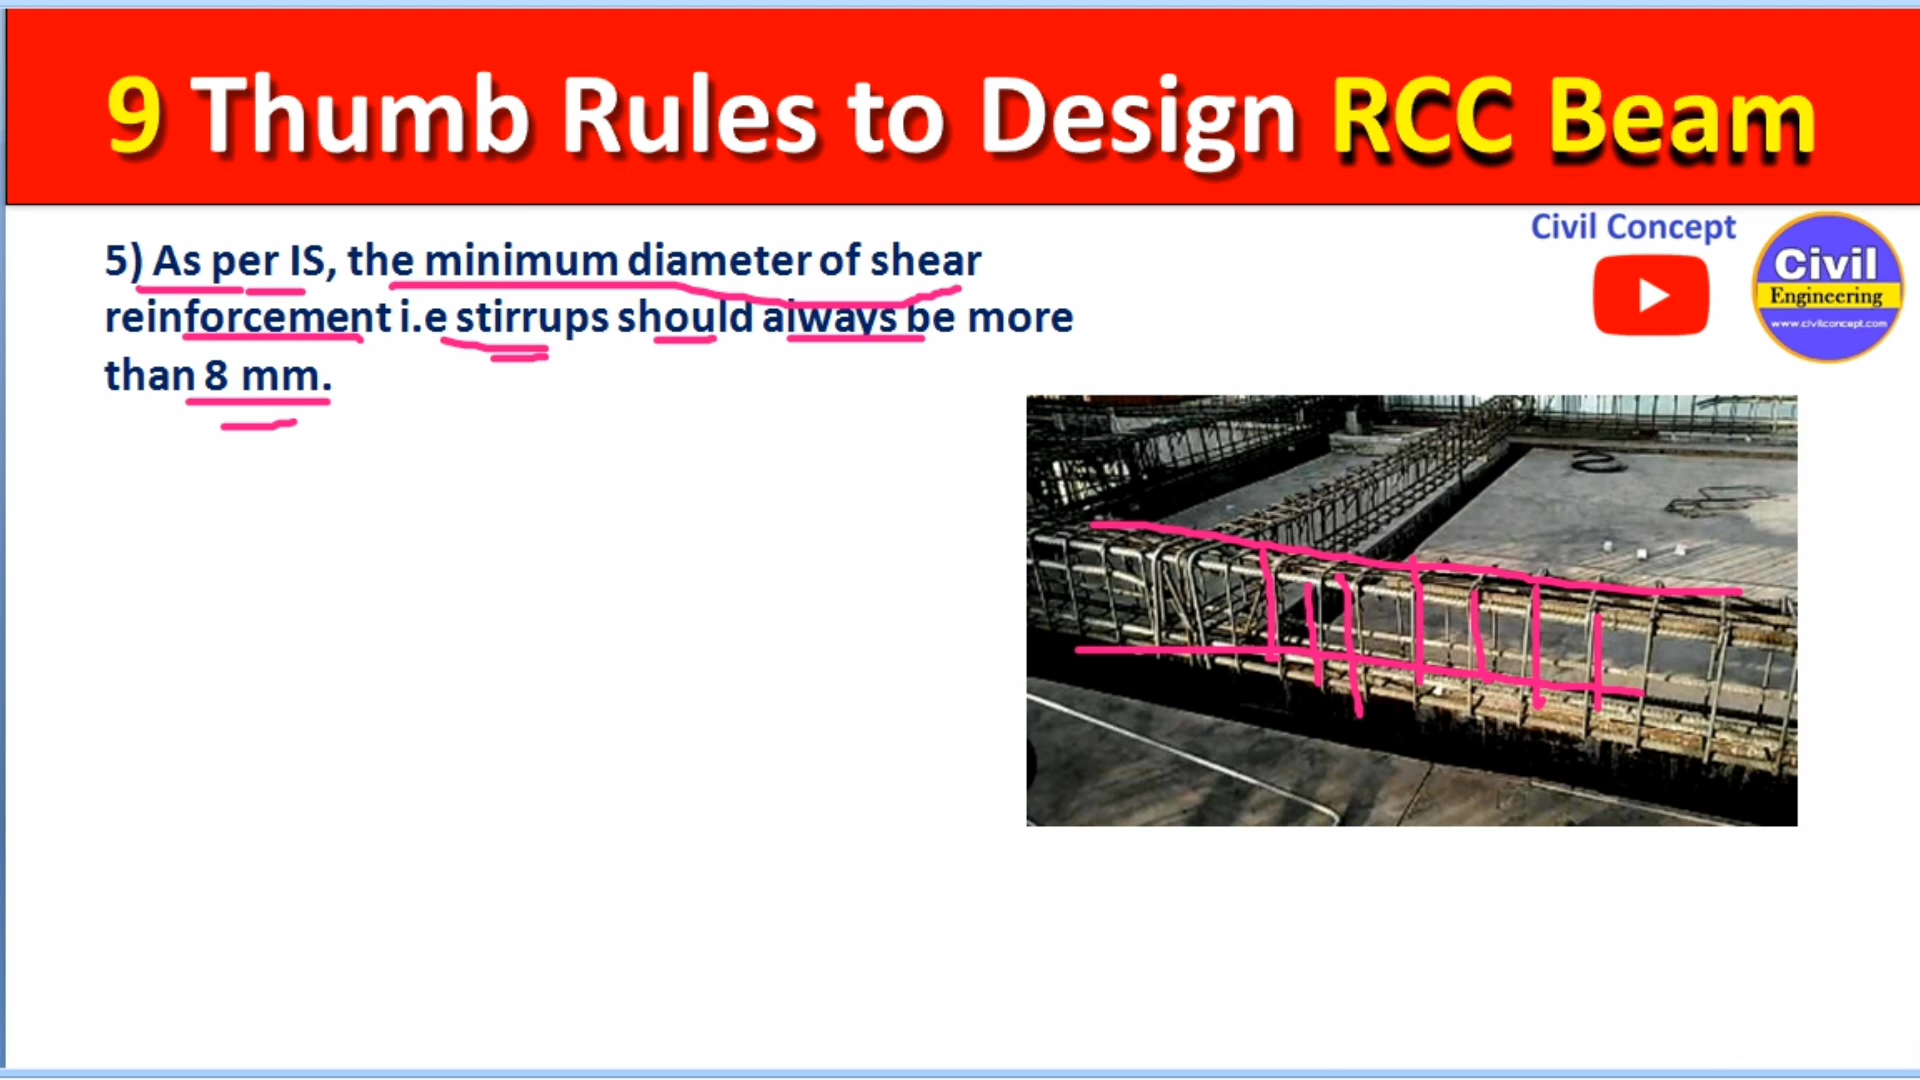 9 Thumb Rules to Design RCC Beam
Civil Concept
5) As per IS, the minimum diameter of shear
reinforcement i.e stirrups should always be more
than 8 mm.
Civil
Engineering
www.civilconcept.com